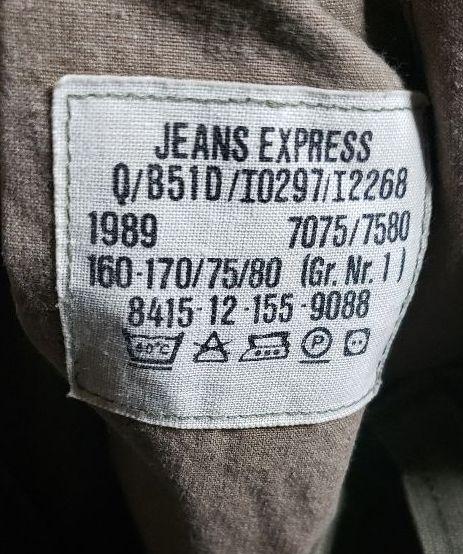 JEANS EXPRESS
Q/B51D/I0297/I2268
1989 7075/7580
160-170/75/80 (Gr. Nr. 1)
8415-12-155-9088
40°C P